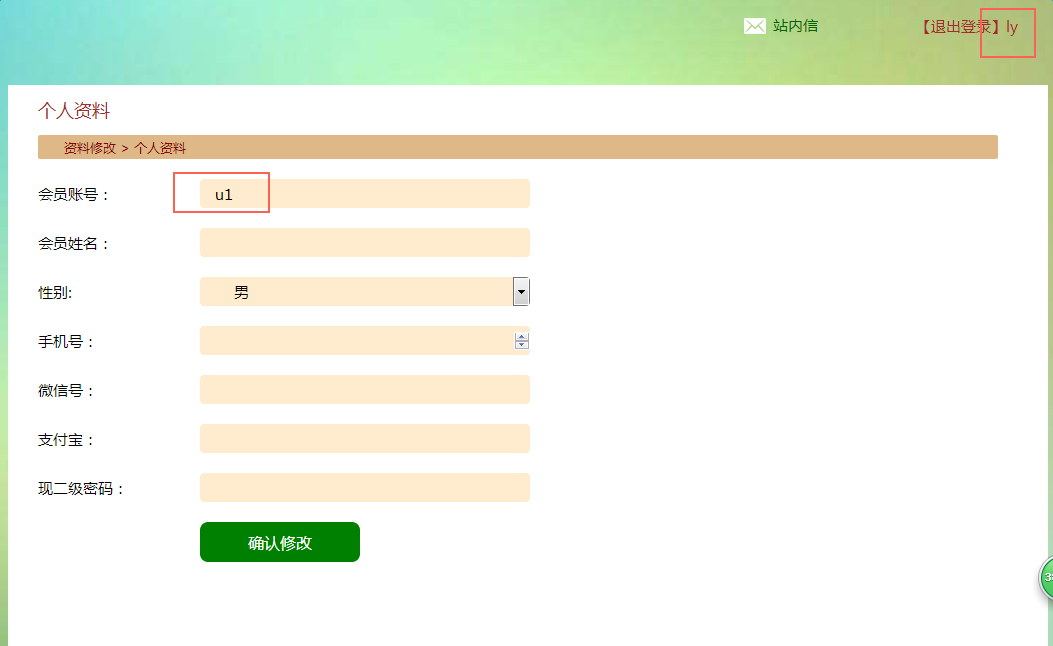 站内信
【退出登录】ly
个人资料
资料修改 > 个人资料
会员账号：
u1
会员姓名：
性别:
男
手机号：
微信号：
支付宝：
现二级密码：
确认修改